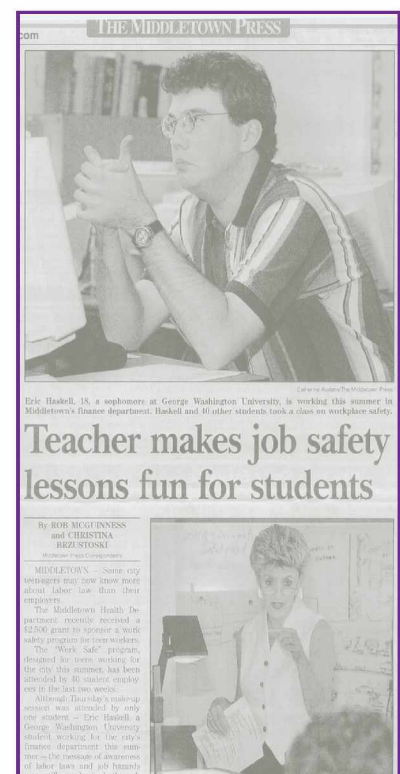 com
THE MIDDLETOWN PRESS
Catherine Avalone/The Middletown Press
Eric Haskell, 18, a sophomore at George Washington University, is working this summer in
Middletown's finance department. Haskell and 40 other students took a class on workplace safety.
Teacher makes job safety
lessons fun for students
By ROB MCGUINNESS
and CHRISTINA
BRZUSTOSKI
Middletown Press Correspondents
MIDDLETOWN — Some city
teen-agers may now know more
about labor law than their
employers.
The Middletown Health De-
partment recently received a
$2,500 grant to sponsor a work
safety program for teen workers.
The "Work Safe" program,
designed for teens working for
the city this summer, has been
attended by 40 student employ-
ees in the last two weeks.
Although Thursday's make-up
session was attended by only
one student — Eric Haskell, a
George Washington University
student working for the city's
finance department this sum-
mer — the message of awareness
of labor laws and job hazards